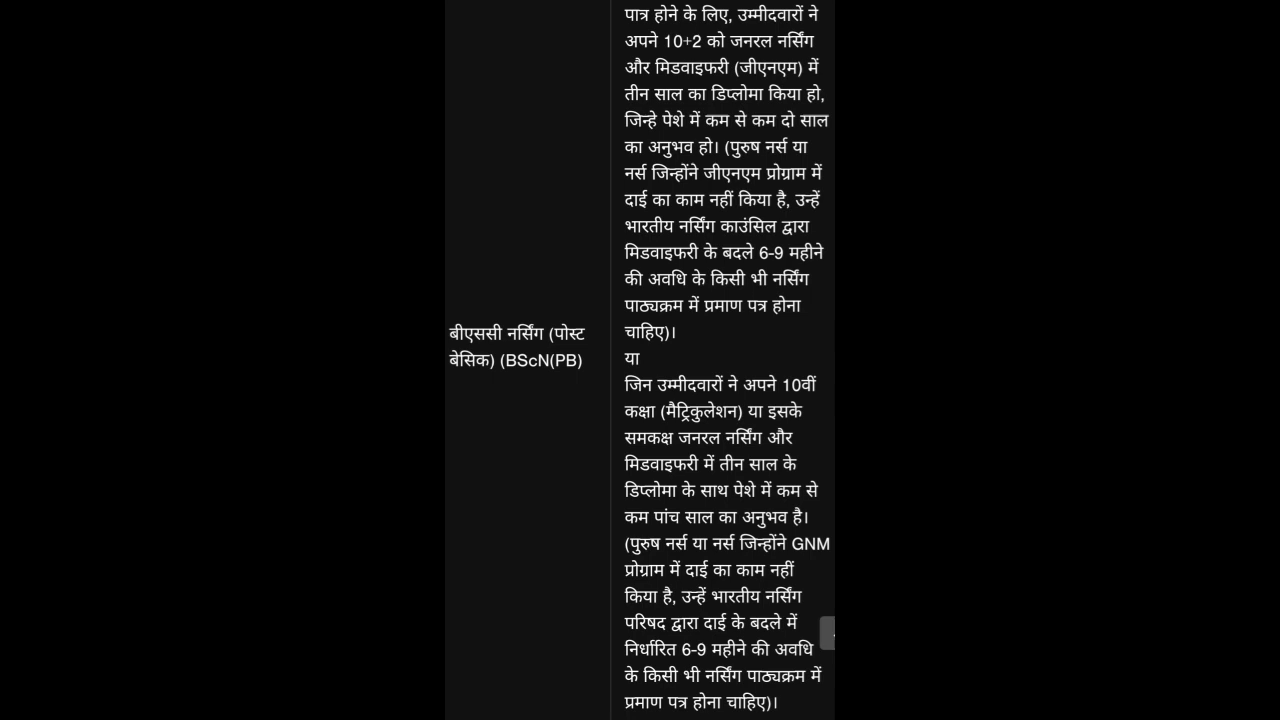 बीएससी नर्सिंग (पोस्ट
बेसिक) (BScN(PB)
पात्र होने के लिए, उम्मीदवारों ने
अपने 10+2 को जनरल नर्सिंग
और मिडवाइफरी (जीएनएम) में
तीन साल का डिप्लोमा किया हो,
जिन्हे पेशे में कम से कम दो साल
का अनुभव हो। (पुरुष नर्स या
नर्स जिन्होंने जीएनएम प्रोग्राम में
दाई का काम नहीं किया है, उन्हें
भारतीय नर्सिंग काउंसिल द्वारा
मिडवाइफरी के बदले 6-9 महीने
की अवधि के किसी भी नर्सिंग
पाठ्यक्रम में प्रमाण पत्र होना
चाहिए)।
या
जिन उम्मीदवारों ने अपने 10वीं
कक्षा (मैट्रिकुलेशन) या इसके
समकक्ष जनरल नर्सिंग और
मिडवाइफरी में तीन साल के
डिप्लोमा के साथ पेशे में कम से
कम पांच साल का अनुभव है।
(पुरुष नर्स या नर्स जिन्होंने GNM
प्रोग्राम में दाई का काम नहीं
किया है, उन्हें भारतीय नर्सिंग
परिषद द्वारा दाई के बदले में
निर्धारित 6-9 महीने की अवधि
के किसी भी नर्सिंग पाठ्यक्रम में
प्रमाण पत्र होना चाहिए)।